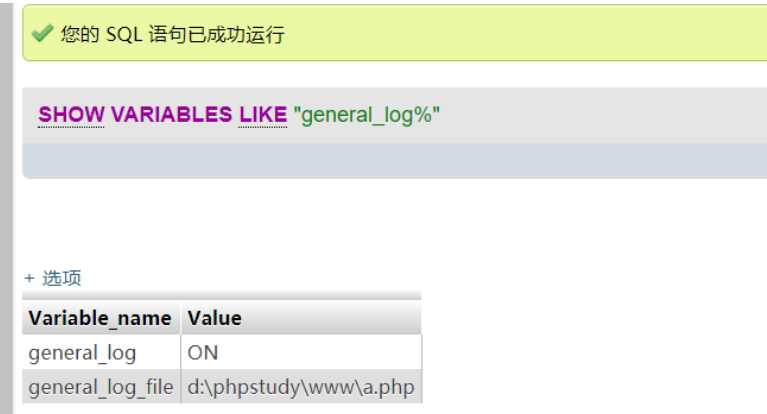 您的 SQL 语句已成功运行
SHOW VARIABLES LIKE "general_log%"
+ 选项
Variable_name Value
general_log ON
general_log_file d:\phpstudy\www\a.php